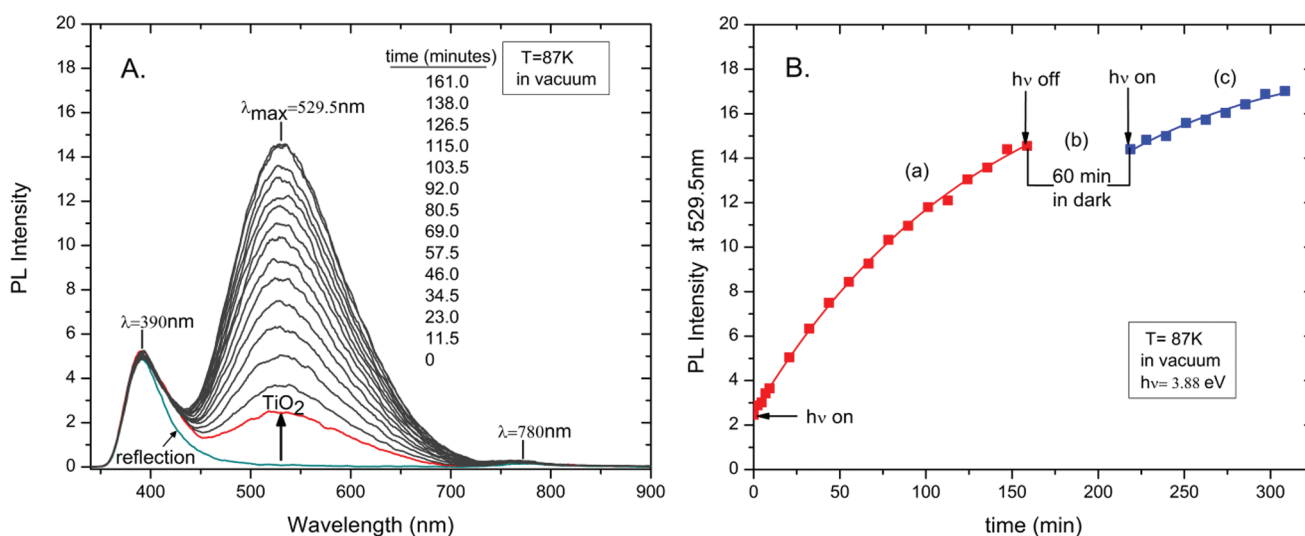 A.
time (minutes)
161.0
138.0
126.5
115.0
103.5
92.0
80.5
69.0
57.5
46.0
34.5
23.0
11.5
0
T=87K
in vacuum
λmax=529.5nm
λ=390nm
TiO2
reflection
λ=780nm
PL Intensity
20
18
16
14
12
10
8
6
4
2
0
400
500
600
700
800
900
Wavelength (nm)
B.
hν off
hν on
(a)
(b)
(c)
60 min
in dark
hν on
T= 87K
in vacuum
hν= 3.88 eV
PL Intensity at 529.5nm
20
18
16
14
12
10
8
6
4
2
0
0
50
100
150
200
250
300
time (min)